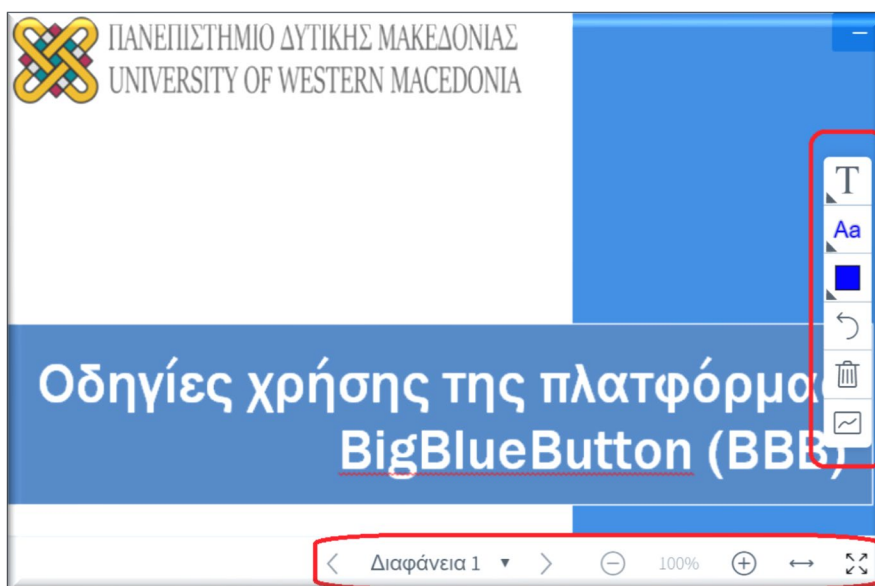 ΠΑΝΕΠΙΣΤΗΜΙΟ ΔΥΤΙΚΗΣ ΜΑΚΕΔΟΝΙΑΣ
UNIVERSITY OF WESTERN MACEDONIA
T
Aa
Οδηγίες χρήσης της πλατφόρμας
BigBlueButton (BBB)
Διαφάνεια 1
100%